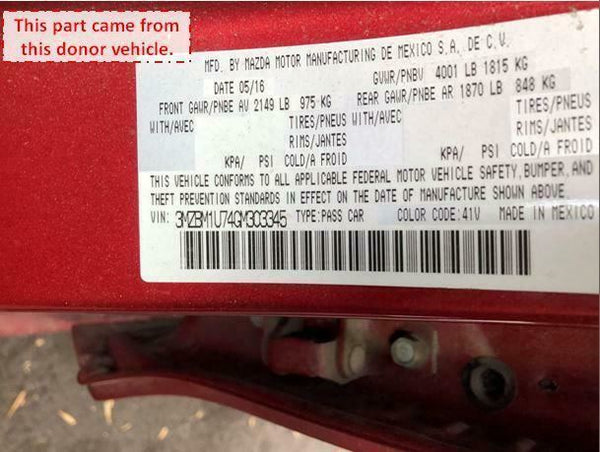 This part came from
this donor vehicle.
MFD. BY MAZDA MOTOR MANUFACTURING DE MEXICO S.A. DE C.V.
DATE 05/16 GVWR/PNBV 4001 LB 1815 KG
FRONT GAWR/PNBE AV 2149 LB 975 KG REAR GAWR/PNBE AR 1870 LB 848 KG
WITH/AVEC TIRES/PNEUS WITH/AVEC TIRES/PNEUS
RIMS/JANTES RIMS/JANTES
KPA/ PSI COLD/A FROID KPA/ PSI COLD/A FROID
THIS VEHICLE CONFORMS TO ALL APPLICABLE FEDERAL MOTOR VEHICLE SAFETY, BUMPER, AND
THEFT PREVENTION STANDARDS IN EFFECT ON THE DATE OF MANUFACTURE SHOWN ABOVE
VIN: 3MZBM1U74GM303345 TYPE:PASS CAR COLOR CODE:41V MADE IN MEXICO